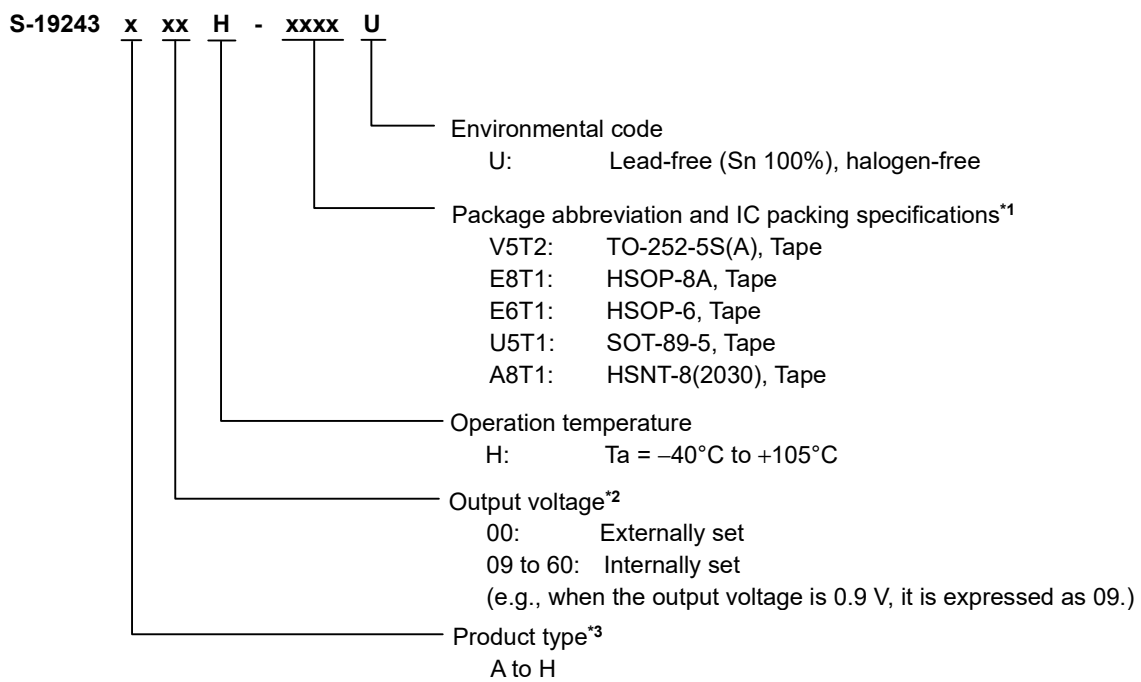 S-19243 x xx H - xxxx U
Environmental code
U: Lead-free (Sn 100%), halogen-free
Package abbreviation and IC packing specifications*1
V5T2: TO-252-5S(A), Tape
E8T1: HSOP-8A, Tape
E6T1: HSOP-6, Tape
U5T1: SOT-89-5, Tape
A8T1: HSNT-8(2030), Tape
Operation temperature
H: Ta = −40°C to +105°C
Output voltage*2
00: Externally set
09 to 60: Internally set
(e.g., when the output voltage is 0.9 V, it is expressed as 09.)
Product type*3
A to H